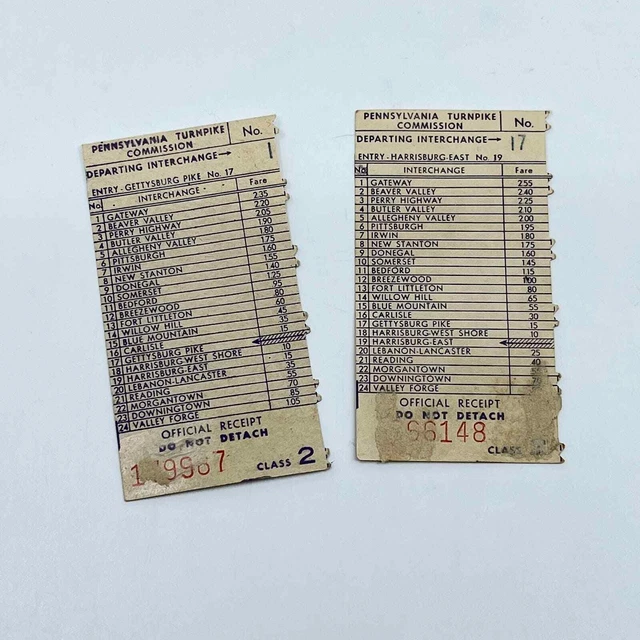 PENNSYLVANIA TURNPIKE COMMISSION No.
DEPARTING INTERCHANGE→ 1
ENTRY-GETTYSBURG PIKE No. 17
No. INTERCHANGE Fare
1 GATEWAY 235
2 BEAVER VALLEY 220
3 PERRY HIGHWAY 205
4 BUTLER VALLEY 190
5 ALLEGHENY VALLEY 180
6 PITTSBURGH 175
7 IRWIN 160
8 NEW STANTON 155
9 DONEGAL 140
10 SOMERSET 125
11 BEDFORD 95
12 BREEZEWOOD 80
13 FORT LITTLETON 60
14 WILLOW HILL 45
15 BLUE MOUNTAIN 35
16 CARLISLE 15
17 GETTYSBURG PIKE
18 HARRISBURG-WEST SHORE 10
19 HARRISBURG-EAST 15
20 LEBANON-LANCASTER 35
21 READING 55
22 MORGANTOWN 70
23 DOWNINGTOWN 85
24 VALLEY FORGE 105
OFFICIAL RECEIPT
DO NOT DETACH
CLASS 2
PENNSYLVANIA TURNPIKE COMMISSION No.
DEPARTING INTERCHANGE→ 17
ENTRY-HARRISBURG-EAST No. 19
No INTERCHANGE Fare
1 GATEWAY 255
2 BEAVER VALLEY 240
3 PERRY HIGHWAY 225
4 BUTLER VALLEY 210
5 ALLEGHENY VALLEY 200
6 PITTSBURGH 195
7 IRWIN 180
8 NEW STANTON 175
9 DONEGAL 160
10 SOMERSET 145
11 BEDFORD 115
12 BREEZEWOOD 100
13 FORT LITTLETON 80
14 WILLOW HILL 65
15 BLUE MOUNTAIN 55
16 CARLISLE 30
17 GETTYSBURG PIKE 15
18 HARRISBURG-WEST SHORE 10
19 HARRISBURG-EAST
20 LEBANON-LANCASTER 25
21 READING 40
22 MORGANTOWN
23 DOWNINGTOWN
24 VALLEY FORGE
OFFICIAL RECEIPT
DO NOT DETACH
96148
CLASS